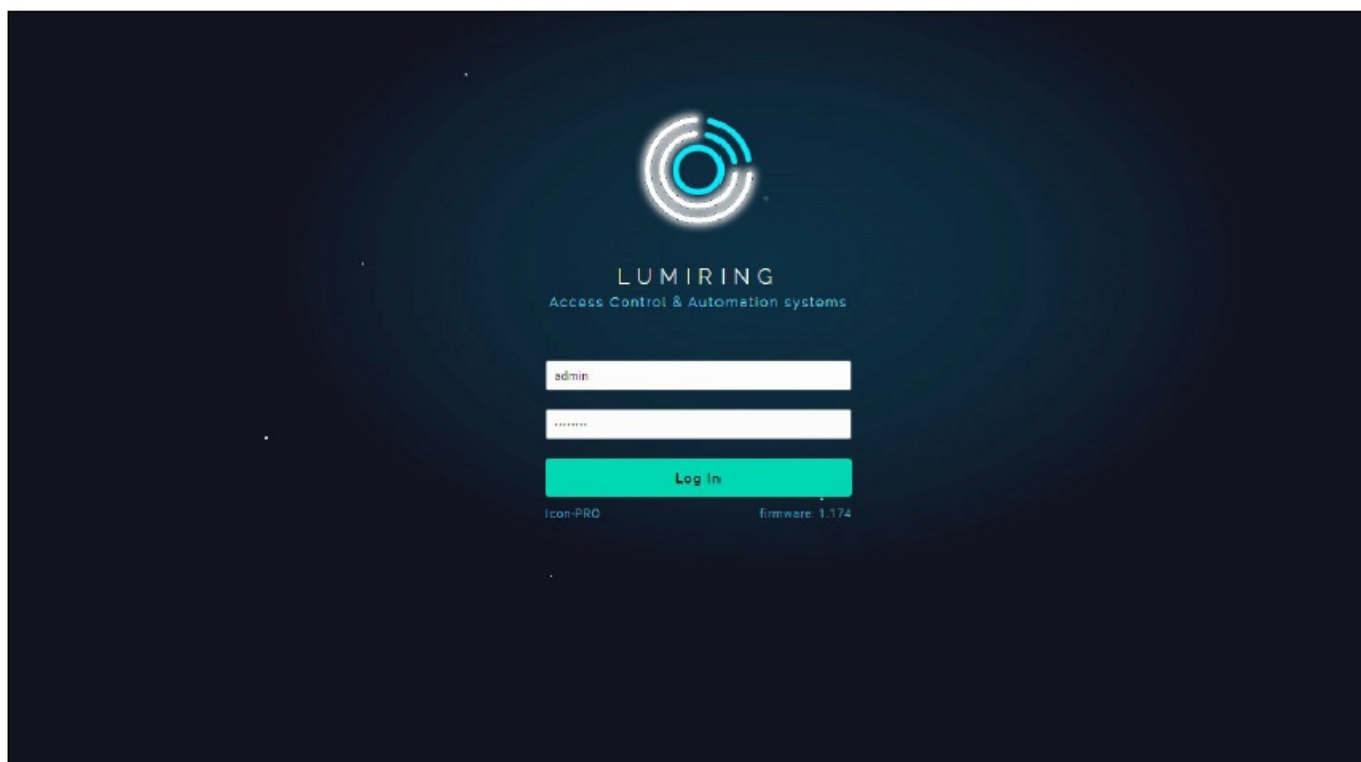 LUMIRING
Access Control & Automation systems
admin
········
Log In
Icon-PRO firmware: 1.174